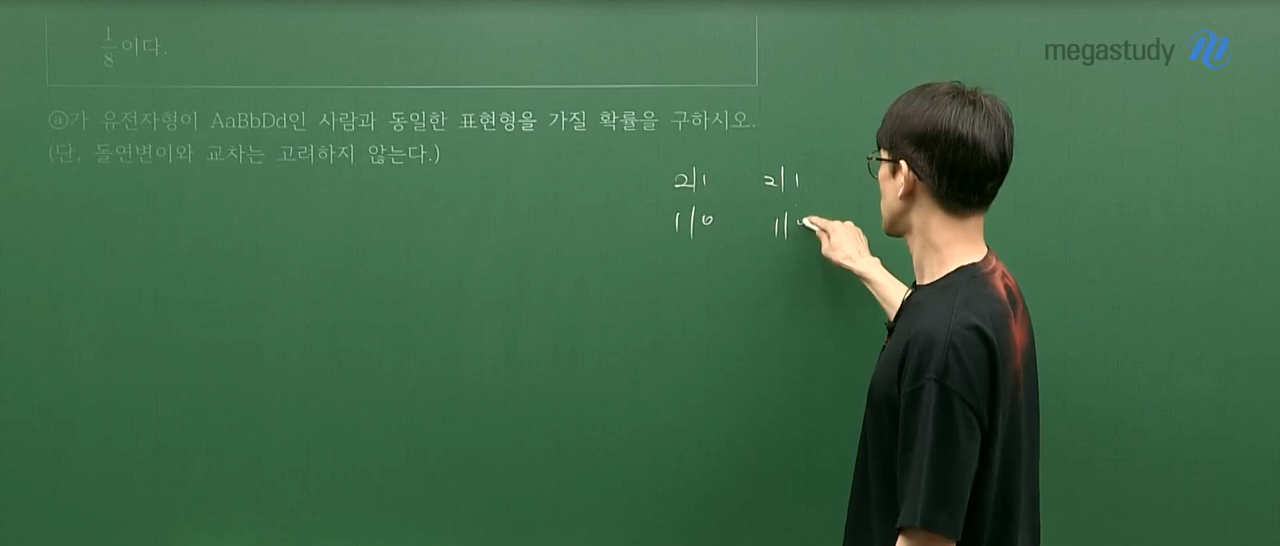 megastudy
1/8이다.
ⓐ가 유전자형이 AaBbDd인 사람과 동일한 표현형을 가질 확률을 구하시오.
(단, 돌연변이와 교차는 고려하지 않는다.)
2|1 2|1
1|0 1|0